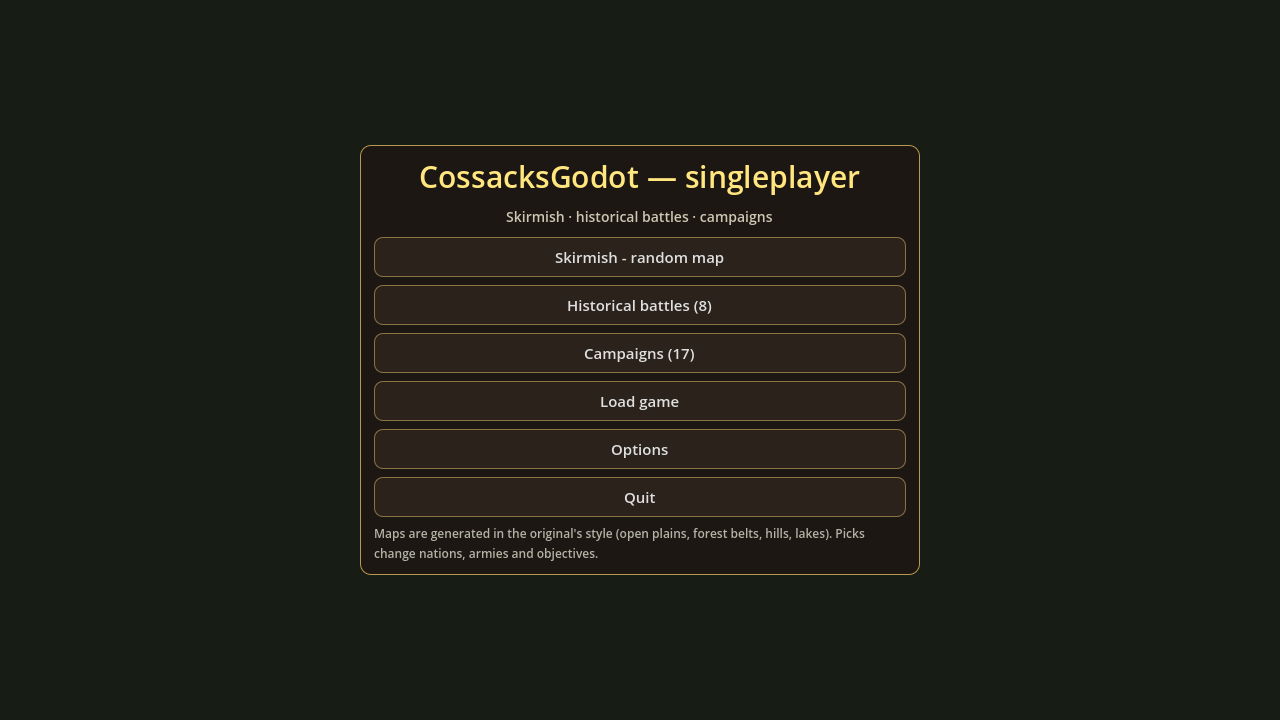 CossacksGodot — singleplayer
Skirmish · historical battles · campaigns
Skirmish - random map
Historical battles (8)
Campaigns (17)
Load game
Options
Quit
Maps are generated in the original's style (open plains, forest belts, hills, lakes). Picks
change nations, armies and objectives.